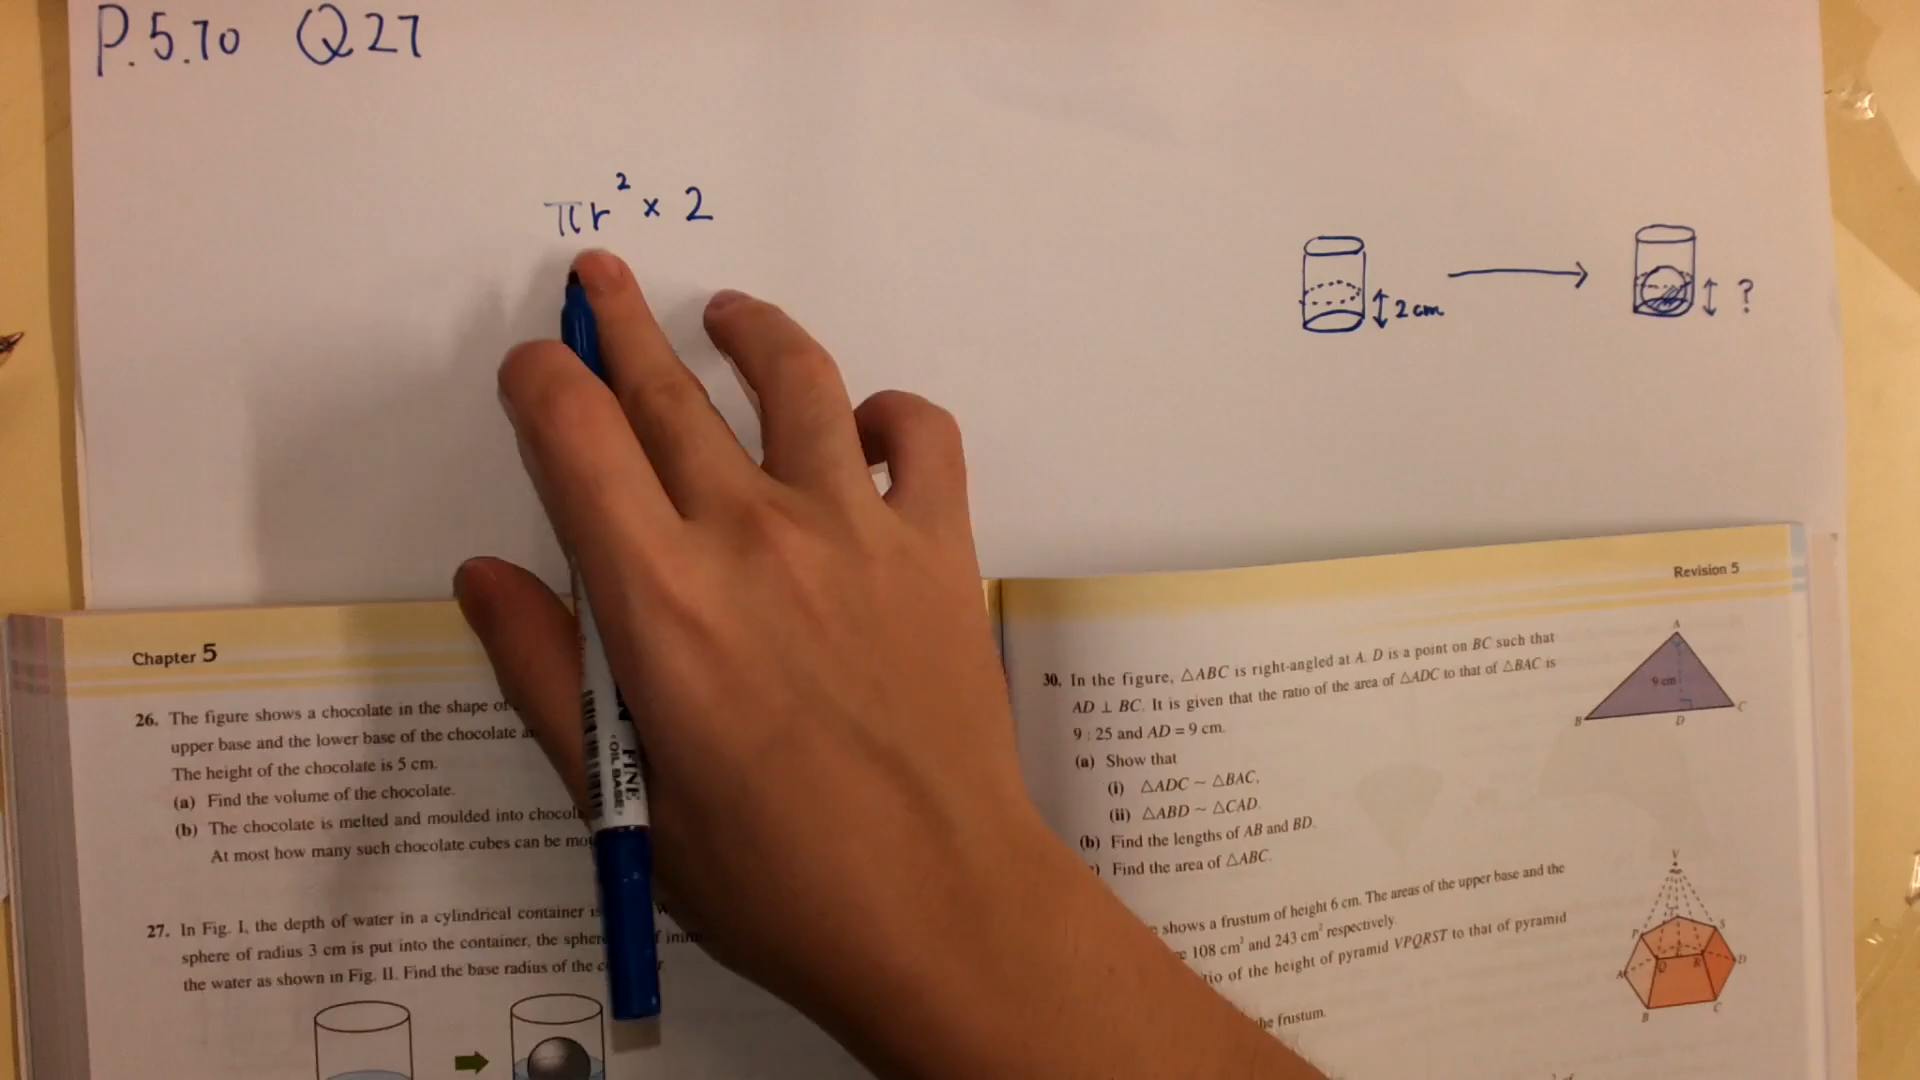 P.5.70 Q27
πr² × 2
2cm
?
Chapter 5
26. The figure shows a chocolate in the shape of
upper base and the lower base of the chocolate
The height of the chocolate is 5 cm.
(a) Find the volume of the chocolate.
(b) The chocolate is melted and moulded into
At most how many such chocolate cubes can be
27. In Fig. I, the depth of water in a cylindrical container is
sphere of radius 3 cm is put into the container, the
the water as shown in Fig. II. Find the base radius of the
FINE
OIL BASE
Revision 5
30. In the figure, △ABC is right-angled at A. D is a point on BC such that
AD ⊥ BC. It is given that the ratio of the area of △ADC to that of △BAC is
9 : 25 and AD = 9 cm.
(a) Show that
(i) △ADC ~ △BAC,
(ii) △ABD ~ △CAD.
(b) Find the lengths of AB and BD.
) Find the area of △ABC.
A
9 cm
B
D
C
shows a frustum of height 6 cm. The areas of the upper base and the
108 cm² and 243 cm² respectively.
of the height of pyramid VPQRST to that of pyramid
the frustum.
V
P
S
Q
R
A
D
B
C